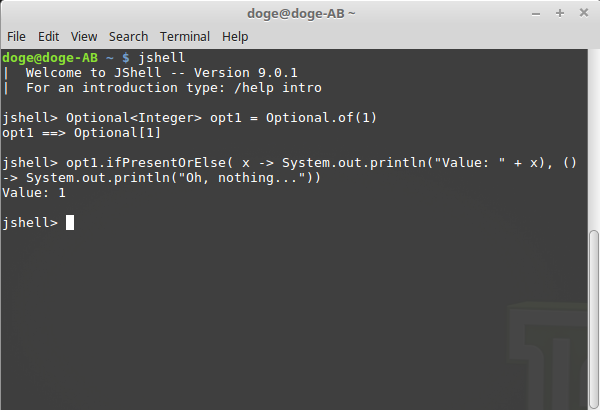 doge@doge-AB ~
File Edit View Search Terminal Help
doge@doge-AB ~ $ jshell
|  Welcome to JShell -- Version 9.0.1
|  For an introduction type: /help intro
jshell> Optional<Integer> opt1 = Optional.of(1)
opt1 ==> Optional[1]
jshell> opt1.ifPresentOrElse( x -> System.out.println("Value: " + x), ()
-> System.out.println("Oh, nothing..."))
Value: 1
jshell>